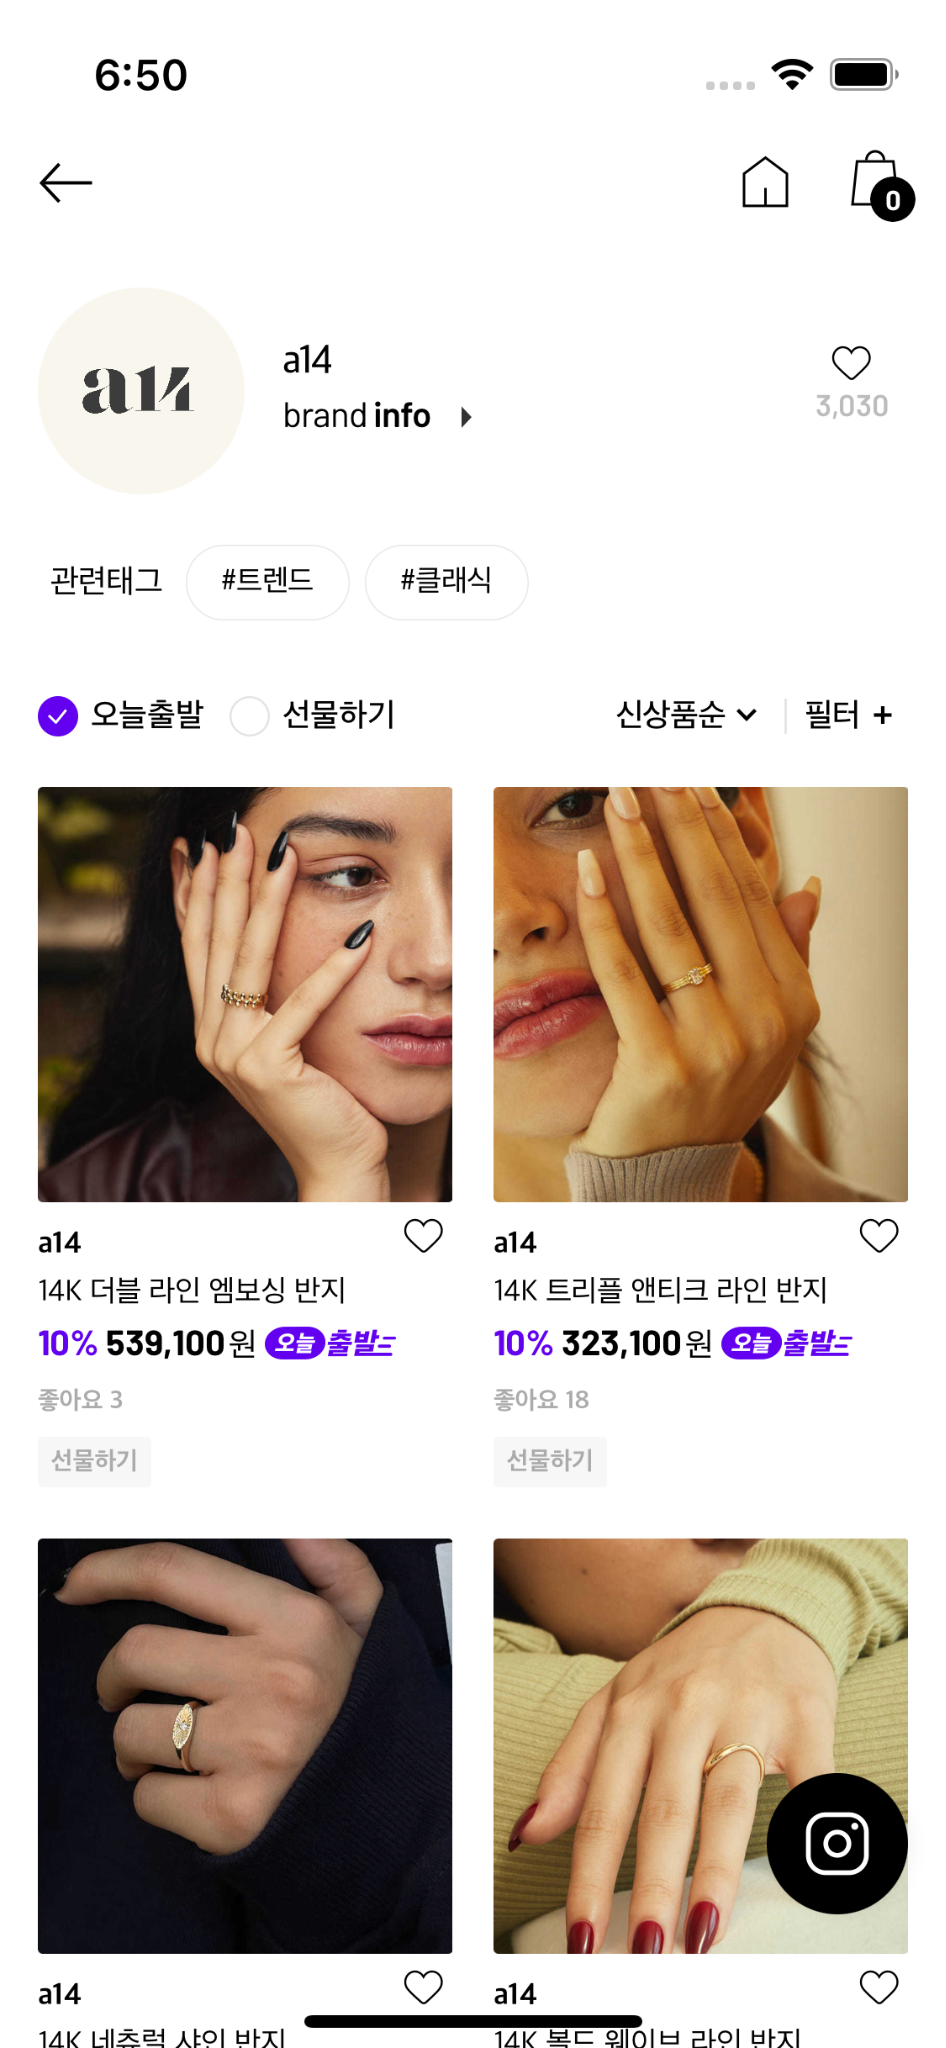 6:50
0
a14
a14
brand info
3,030
관련태그 #트렌드 #클래식
오늘출발 선물하기 신상품순 필터 +
a14
14K 더블 라인 엠보싱 반지
10% 539,100원 오늘출발
좋아요 3
선물하기
a14
14K 트리플 앤티크 라인 반지
10% 323,100원 오늘출발
좋아요 18
선물하기
a14
14K 네츄럴 샤인 반지
a14
14K 볼드 웨이브 라인 반지